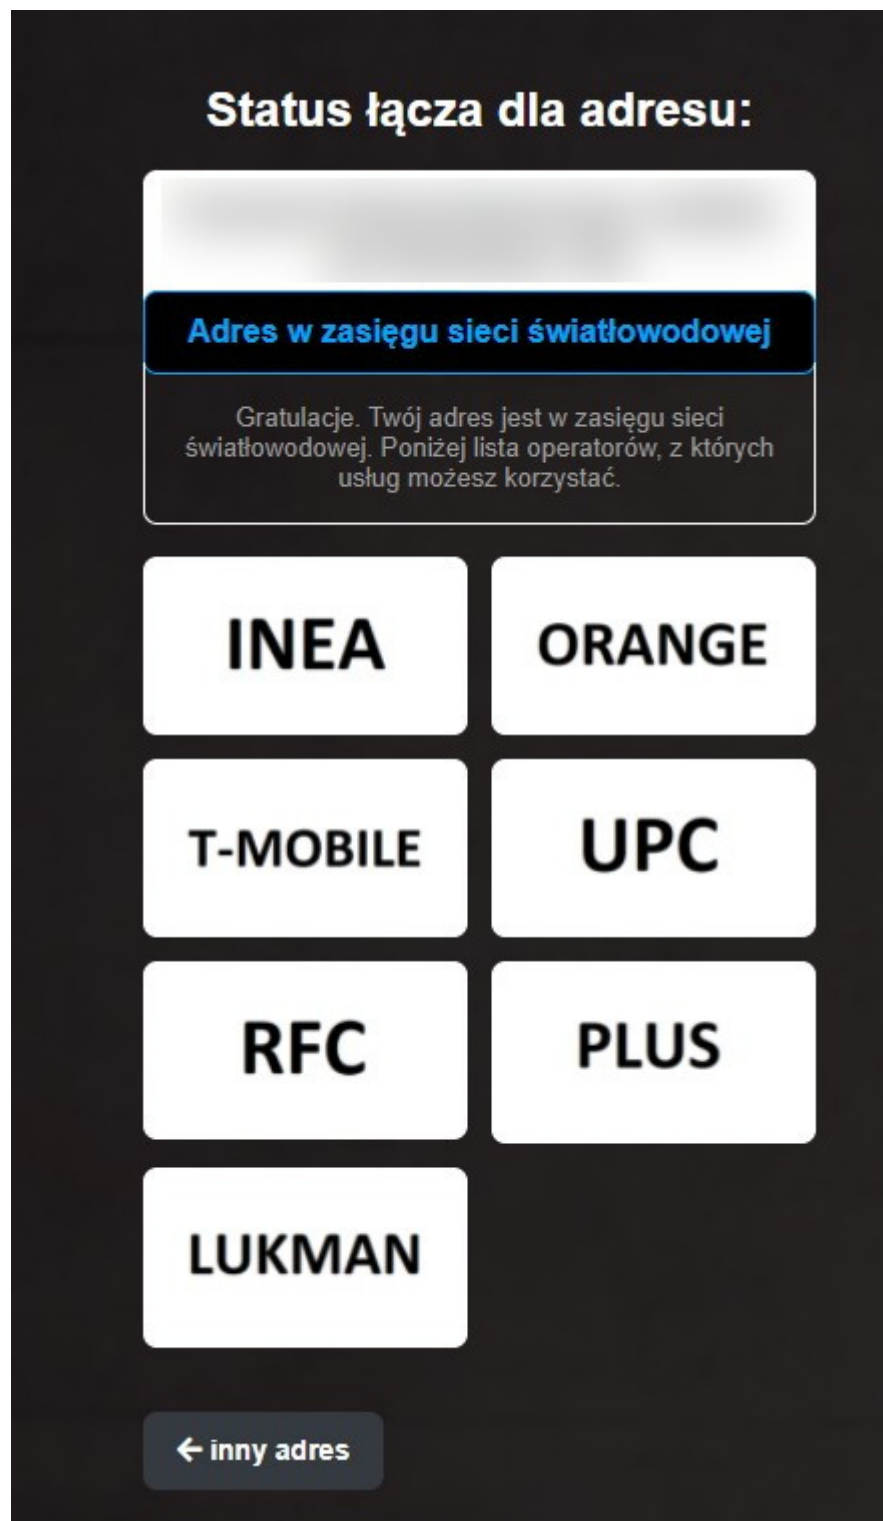 Status łącza dla adresu:
Adres w zasięgu sieci światłowodowej
Gratulacje. Twój adres jest w zasięgu sieci
światłowodowej. Poniżej lista operatorów, z których
usług możesz korzystać.
INEA
ORANGE
T-MOBILE
UPC
RFC
PLUS
LUKMAN
← inny adres